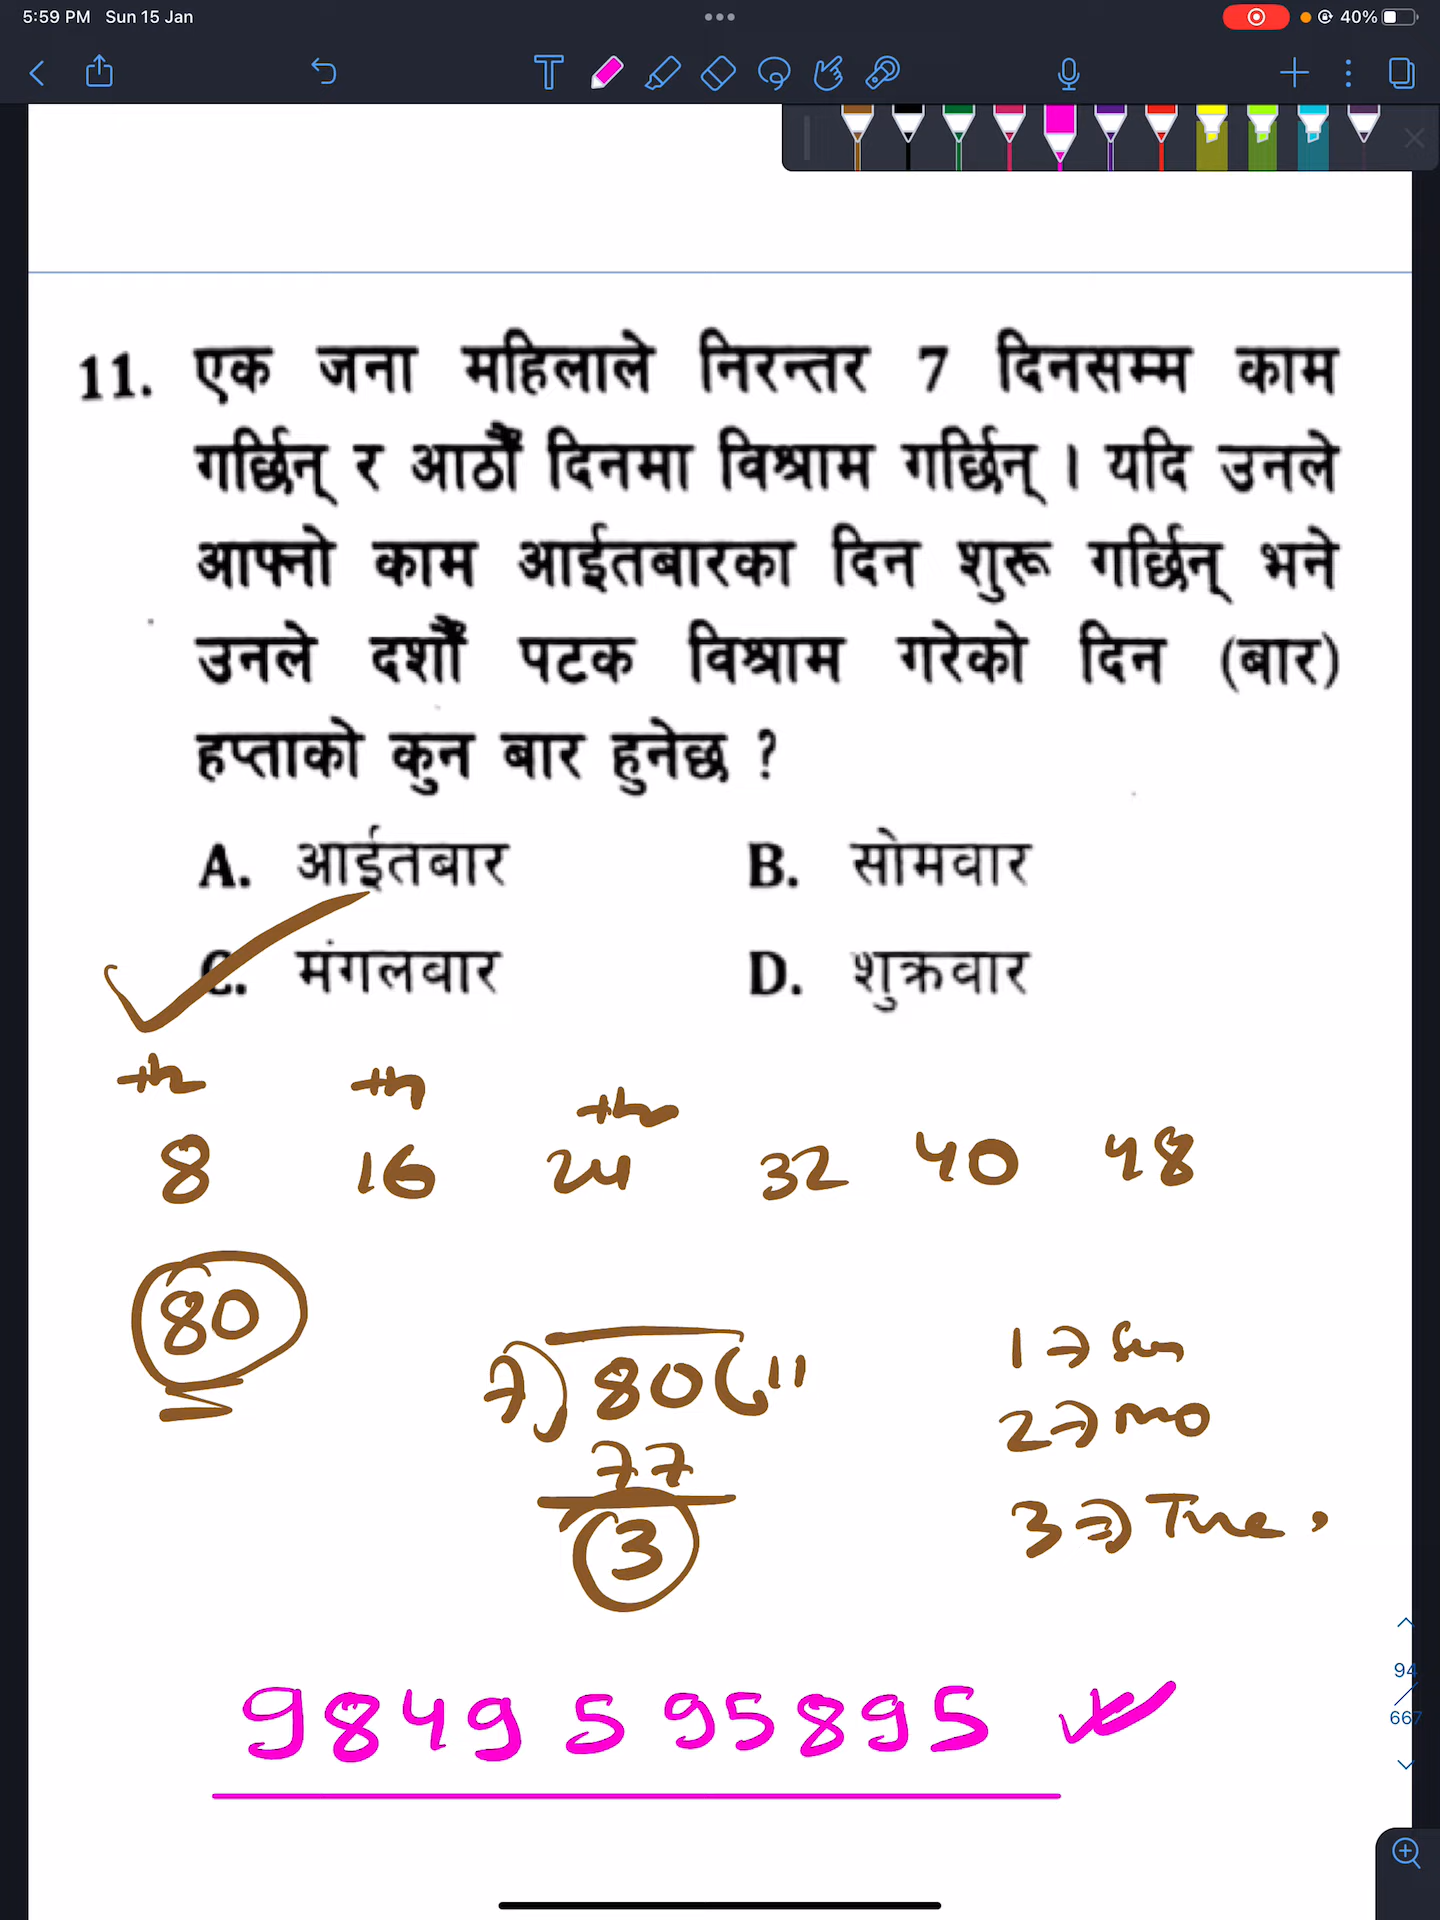 5:59 PM Sun 15 Jan
40%
11. एक जना महिलाले निरन्तर 7 दिनसम्म काम
गर्छिन् र आठौँ दिनमा विश्राम गर्छिन् । यदि उनले
आफ्नो काम आईतबारका दिन शुरू गर्छिन् भने
उनले दशौँ पटक विश्राम गरेको दिन (बार)
हप्ताको कुन बार हुनेछ ?
A. आईतबार B. सोमवार
C. मंगलबार D. शुक्रवार
th th th
8 16 24 32 40 48
80
7) 80 ( 11
77
3
1 ⇒ Sun
2 ⇒ mo
3 ⇒ Tue
94
667
9849595895